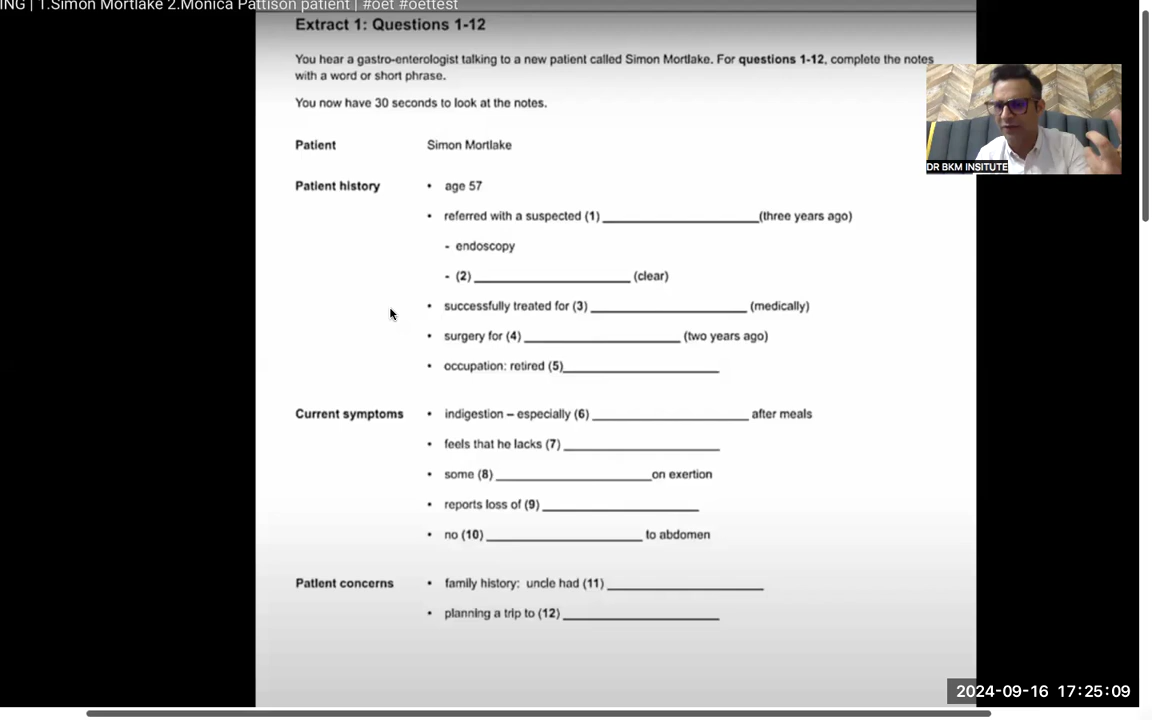 ING | 1.Simon Mortlake 2.Monica Pattison patient | #oet #oettest
Extract 1: Questions 1-12
You hear a gastro-enterologist talking to a new patient called Simon Mortlake. For questions 1-12, complete the notes
with a word or short phrase.
You now have 30 seconds to look at the notes.
Patient Simon Mortlake
Patient history • age 57
• referred with a suspected (1) ____________________(three years ago)
- endoscopy
- (2) ____________________ (clear)
• successfully treated for (3) ____________________ (medically)
• surgery for (4) ____________________ (two years ago)
• occupation: retired (5)____________________
Current symptoms • indigestion – especially (6) ____________________ after meals
• feels that he lacks (7) ____________________
• some (8) ____________________on exertion
• reports loss of (9) ____________________
• no (10) ____________________ to abdomen
Patient concerns • family history: uncle had (11) ____________________
• planning a trip to (12) ____________________
DR BKM INSITUTE
2024-09-16 17:25:09